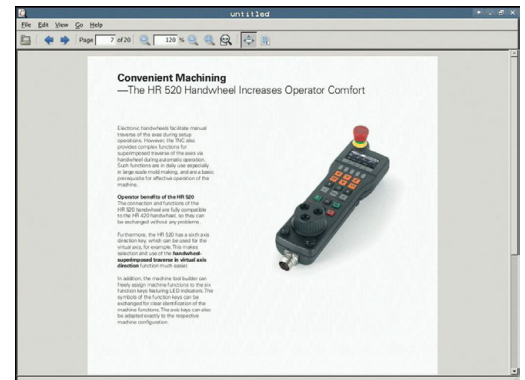 untitled
File Edit View Go Help
Page 7 of 20 120 %
Convenient Machining
—The HR 520 Handwheel Increases Operator Comfort
Electronic handwheels facilitate manual
traverse of the axes during setup
operations. However, the TNC also
provides complex functions for
superimposed traverse of the axes via
handwheel during automatic operation.
Such functions are in daily use especially
in large-scale mold making, and are a basic
prerequisite for effective operation of the
machine.
Operator benefits of the HR 520
The connection and functions of the
HR 520 handwheel are fully compatible
to the HR 420 handwheel, so they can
be exchanged without any problems.
Furthermore, the HR 520 has a sixth axis
direction key, which can be used for the
virtual axis, for example. This makes
selection and use of the handwheel-
superimposed traverse in virtual axis
direction function much easier.
In addition, the machine tool builder can
freely assign machine functions to the six
function keys featuring LED indicators. The
symbols of the function keys can be
exchanged for clear identification of the
machine functions. The axis keys can also
be adapted exactly to the respective
machine configuration.